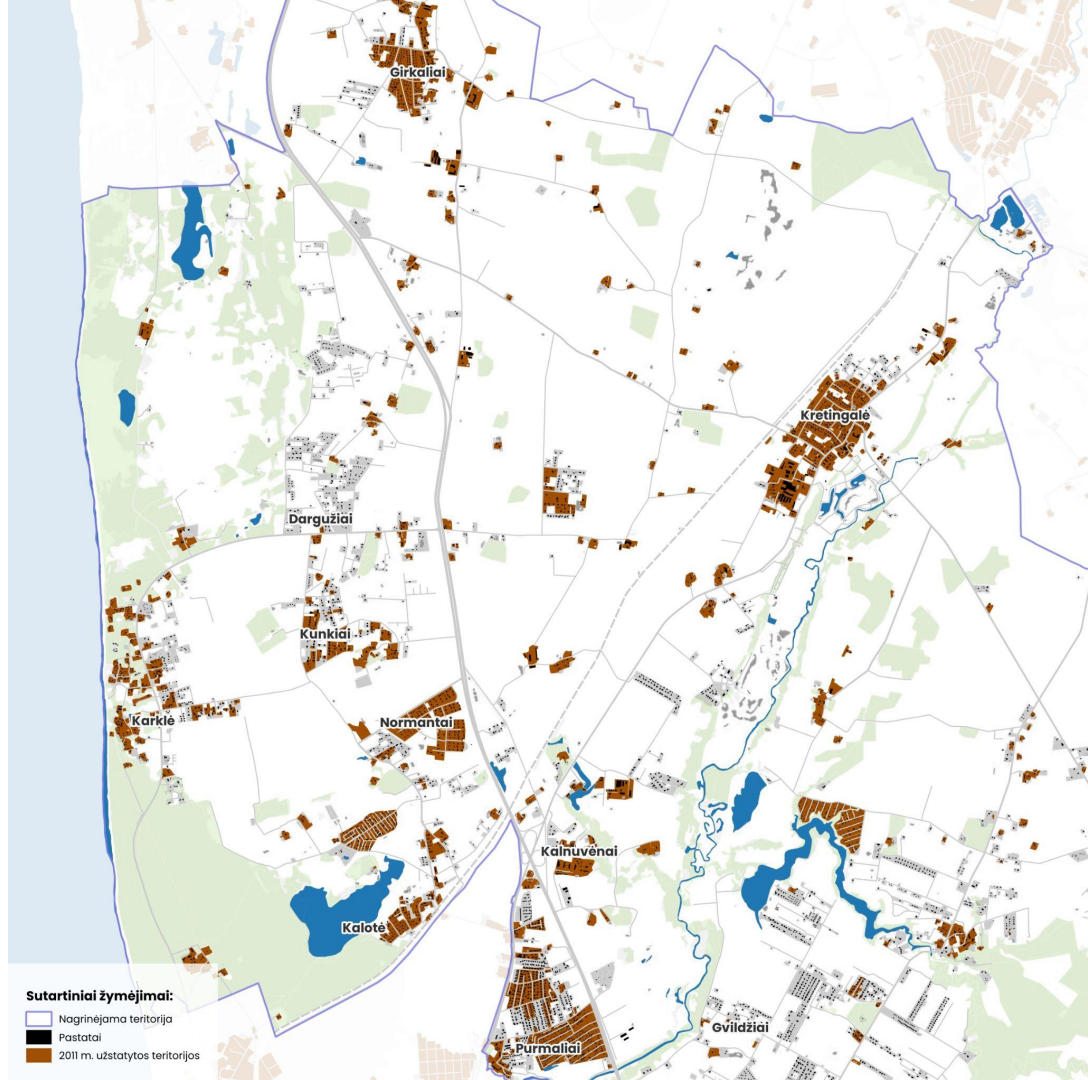 Girkaliai
Kretingalė
Dargužiai
Kunkiai
Karklė
Normantai
Kalnuvėnai
Kalotė
Gvildžiai
Purmaliai
Sutartiniai žymėjimai:
Nagrinėjama teritorija
Pastatai
2011 m. užstatytos teritorijos